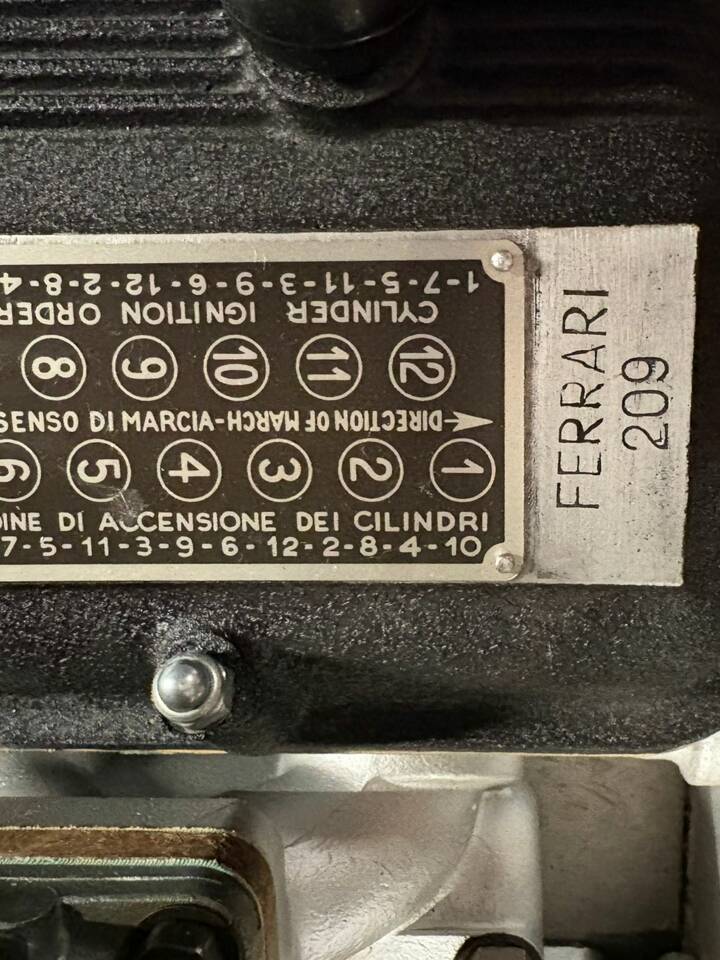 1-7-5-11-3-9-6-12-2-8-4
CYLINDER IGNITION ORDER
8 9 10 11 12
SENSO DI MARCIA-DIRECTION OF MARCH
6 5 4 3 2 1
DINE DI ACCENSIONE DEI CILINDRI
7-5-11-3-9-6-12-2-8-4-10
FERRARI
209